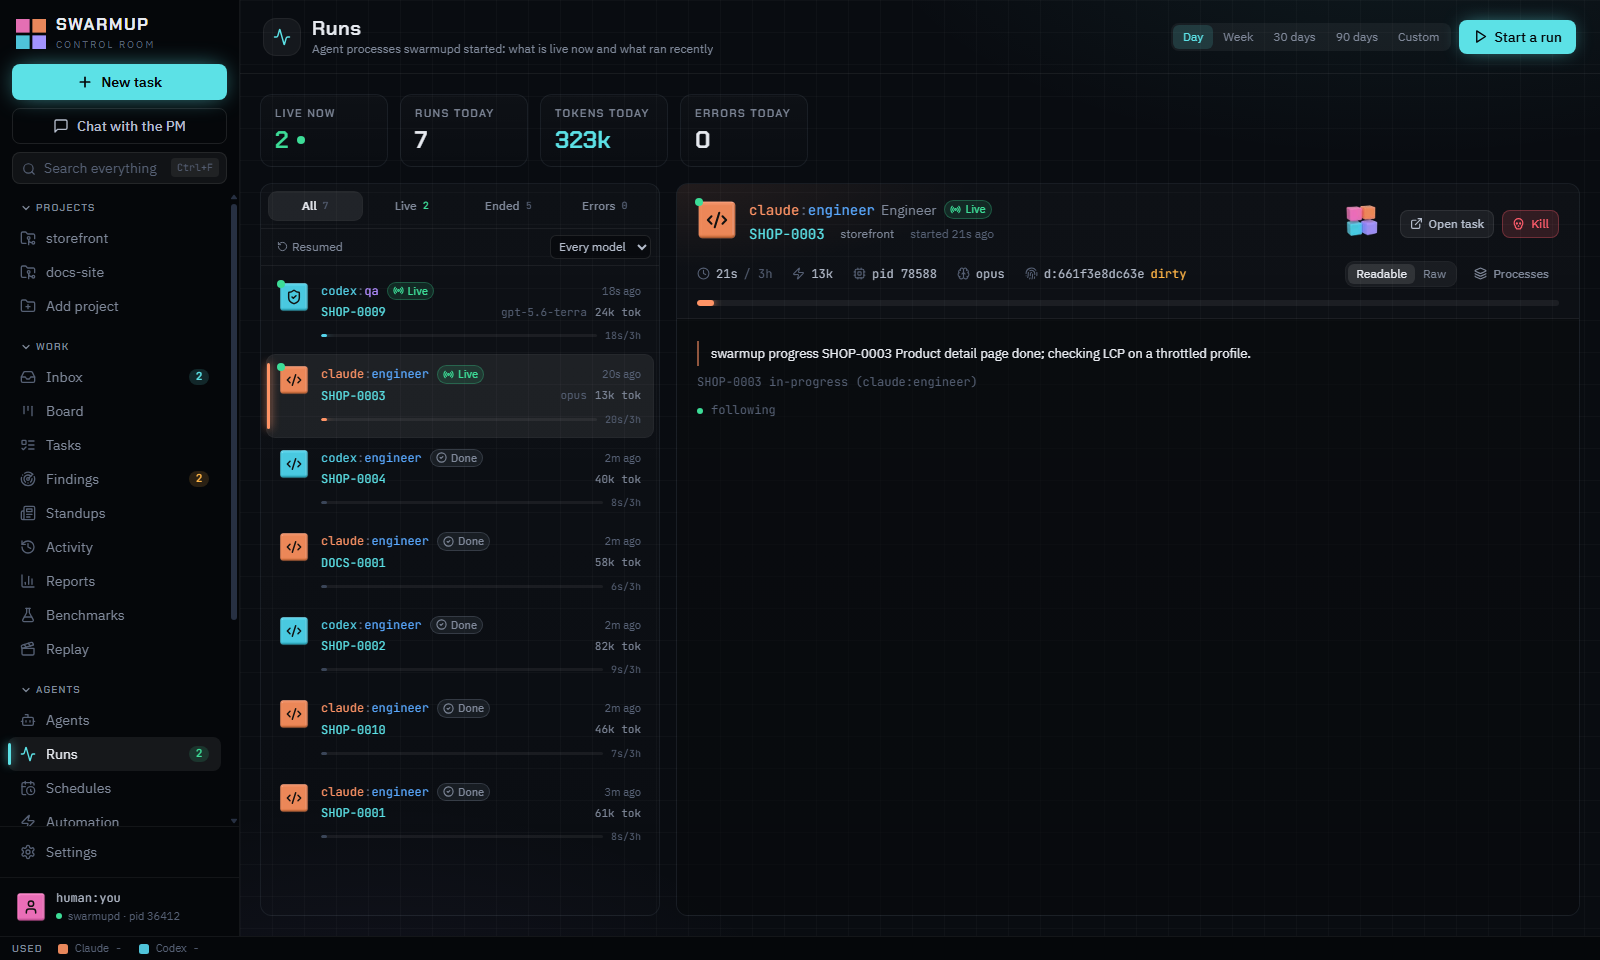 SWARMUP
CONTROL ROOM
New task
Chat with the PM
Search everything Ctrl+F
PROJECTS
storefront
docs-site
Add project
WORK
Inbox 2
Board
Tasks
Findings 2
Standups
Activity
Reports
Benchmarks
Replay
AGENTS
Agents
Runs 2
Schedules
Automation
Settings
human:you
swarmupd · pid 36412
USED Claude - Codex -
Runs
Agent processes swarmupd started: what is live now and what ran recently
Day Week 30 days 90 days Custom
Start a run
LIVE NOW
2
RUNS TODAY
7
TOKENS TODAY
323k
ERRORS TODAY
0
All 7 Live 2 Ended 5 Errors 0
Resumed Every model
codex:qa Live 18s ago
SHOP-0009 gpt-5.6-terra 24k tok
18s/3h
claude:engineer Live 20s ago
SHOP-0003 opus 13k tok
20s/3h
codex:engineer Done 2m ago
SHOP-0004 40k tok
8s/3h
claude:engineer Done 2m ago
DOCS-0001 58k tok
6s/3h
codex:engineer Done 2m ago
SHOP-0002 82k tok
9s/3h
claude:engineer Done 2m ago
SHOP-0010 46k tok
7s/3h
claude:engineer Done 3m ago
SHOP-0001 61k tok
8s/3h
claude:engineer Engineer Live
SHOP-0003 storefront started 21s ago
Open task Kill
21s / 3h 13k pid 78588 opus d:661f3e8dc63e dirty
Readable Raw Processes
swarmup progress SHOP-0003 Product detail page done; checking LCP on a throttled profile.
SHOP-0003 in-progress (claude:engineer)
following